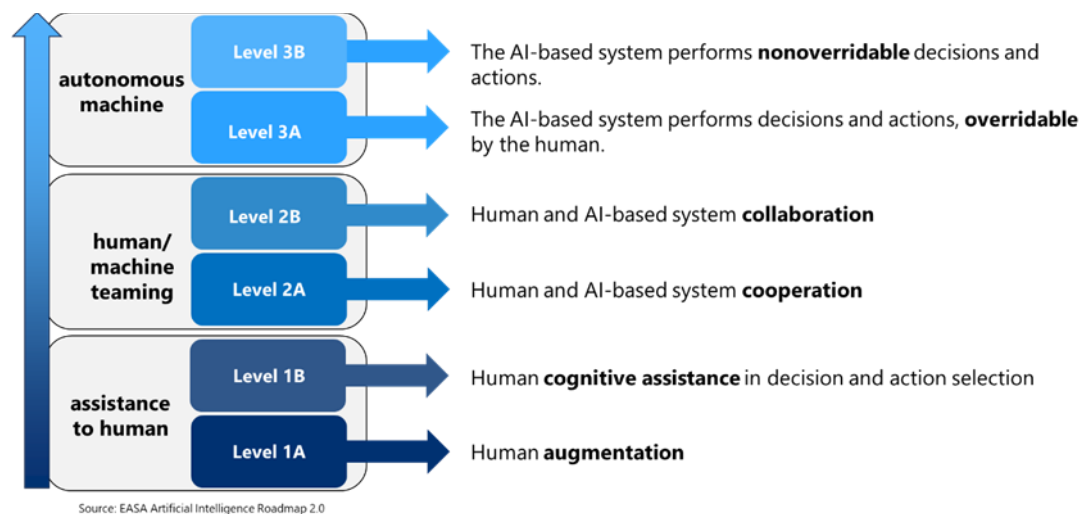 Level 3B
The AI-based system performs nonoverridable decisions and
actions.
autonomous
machine
Level 3A
The AI-based system performs decisions and actions, overridable
by the human.
Level 2B
Human and AI-based system collaboration
human/
machine
teaming
Level 2A
Human and AI-based system cooperation
Level 1B
Human cognitive assistance in decision and action selection
assistance
to human
Level 1A
Human augmentation
Source: EASA Artificial Intelligence Roadmap 2.0